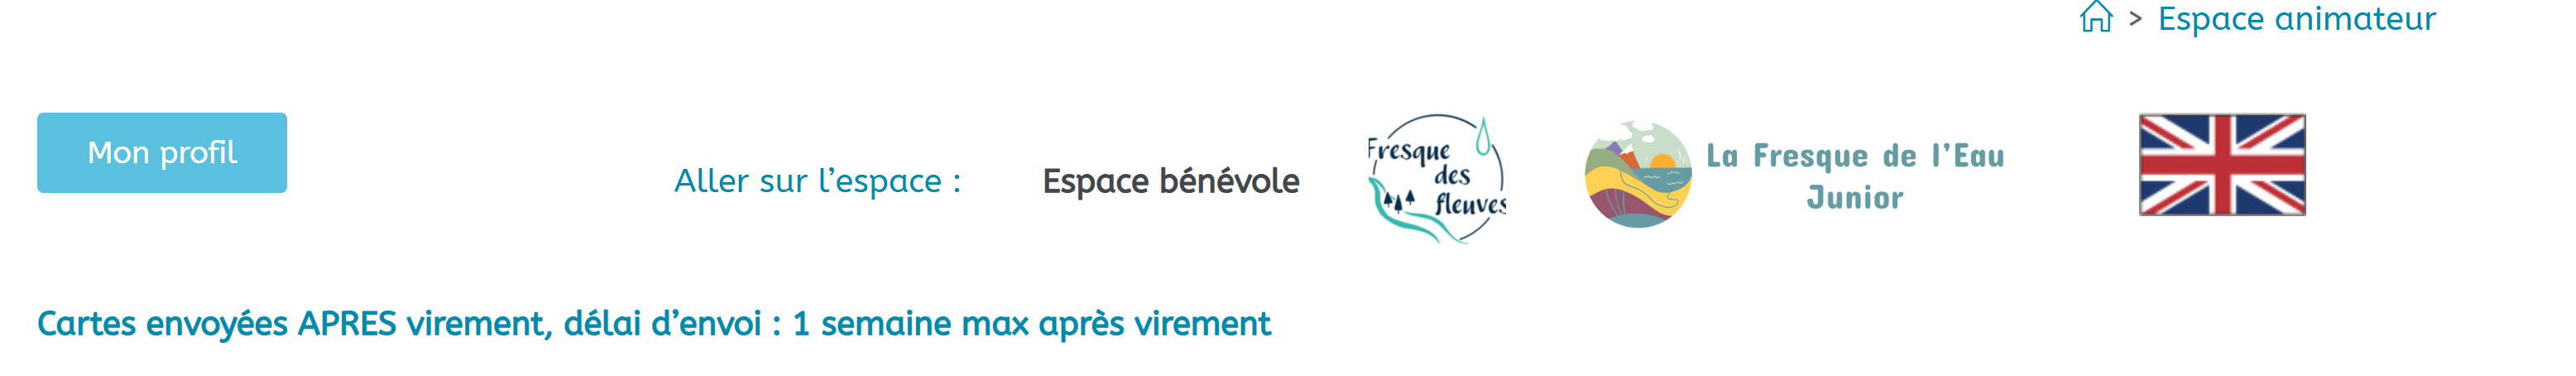 > Espace animateur
Mon profil
Aller sur l’espace :
Espace bénévole
Fresque
des
fleuves
La Fresque de l’Eau
Junior
Cartes envoyées APRES virement, délai d’envoi : 1 semaine max après virement